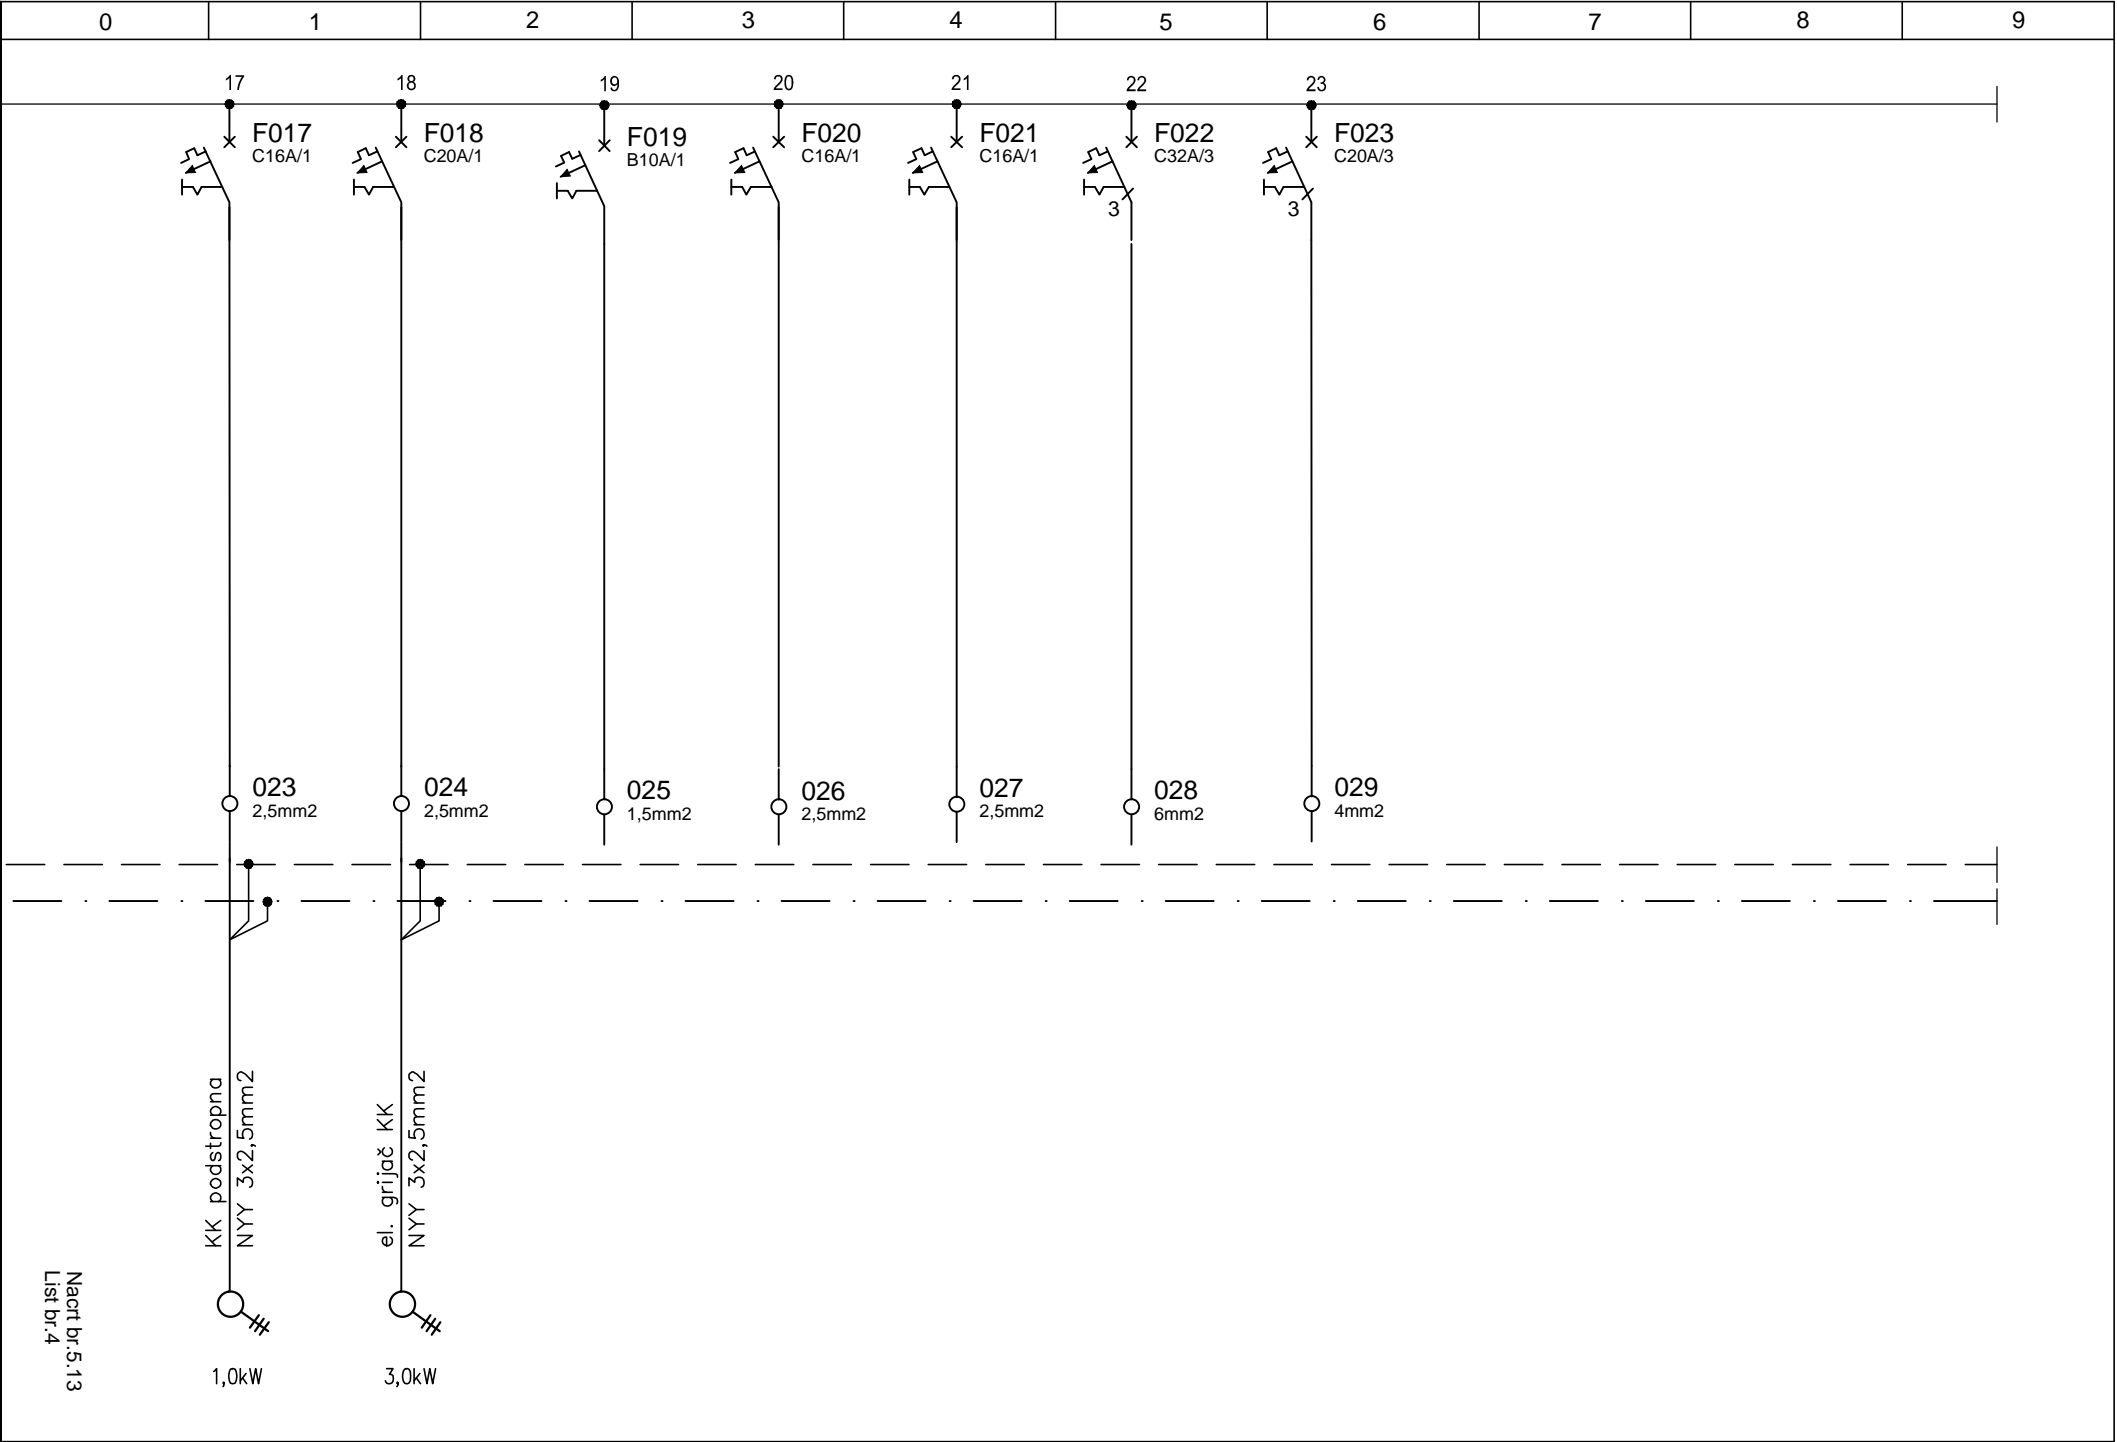 0 1 2 3 4 5 6 7 8 9
17 18 19 20 21 22 23
F017 F018 F019 F020 F021 F022 F023
C16A/1 C20A/1 B10A/1 C16A/1 C16A/1 C32A/3 C20A/3
3 3
023 024 025 026 027 028 029
2,5mm2 2,5mm2 1,5mm2 2,5mm2 2,5mm2 6mm2 4mm2
KK podstropna
NYY 3x2,5mm2
el. grijač KK
NYY 3x2,5mm2
1,0kW 3,0kW
Nacrt br.5.13
List br.4